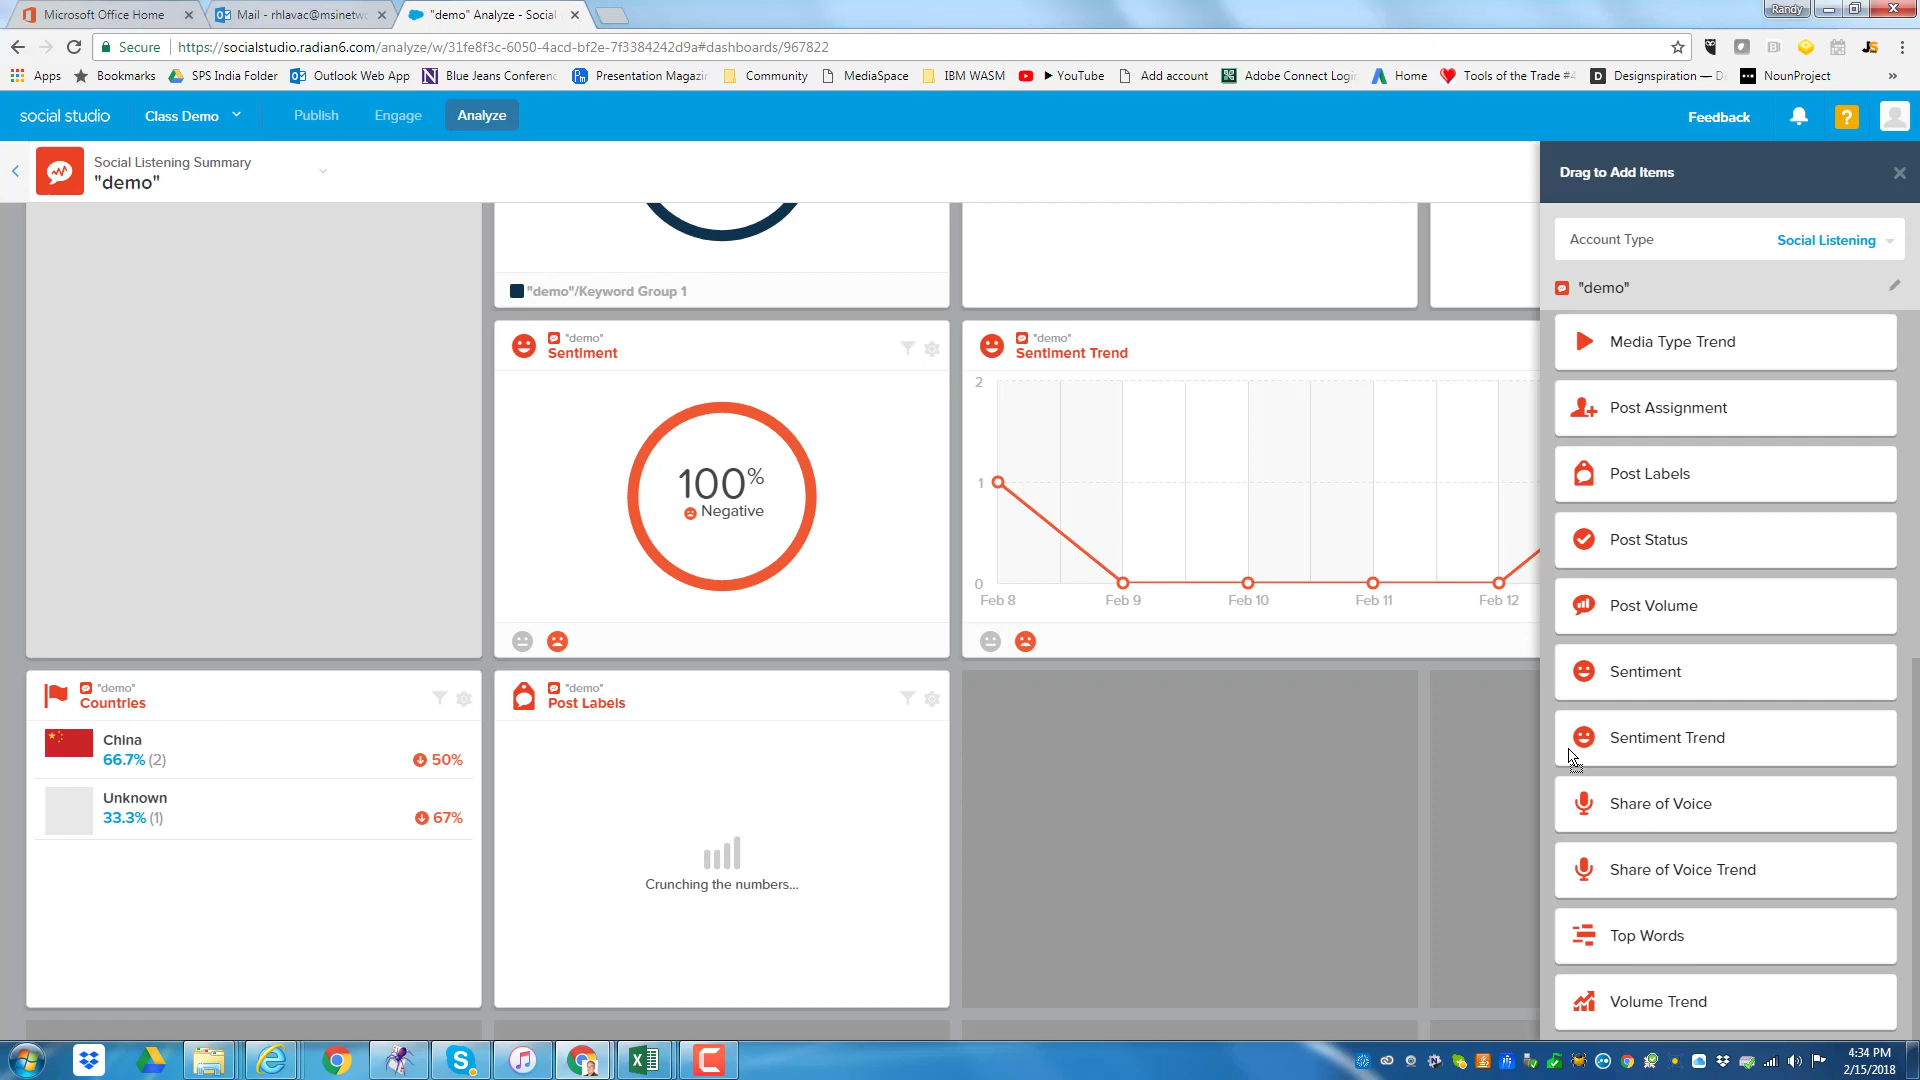 Microsoft Office Home
Mail - rhlavac@msinetw
"demo" Analyze - Social
Randy
Secure
https://socialstudio.radian6.com/analyze/w/31fe8f3c-6050-4acd-bf2e-7f3384242d9a#dashboards/967822
Apps
Bookmarks
SPS India Folder
Outlook Web App
Blue Jeans Conferenc
Presentation Magazin
Community
MediaSpace
IBM WASM
YouTube
Add account
Adobe Connect Login
Home
Tools of the Trade #4
Designspiration — D
NounProject
»
social studio
Class Demo
Publish
Engage
Analyze
Feedback
?
Social Listening Summary
"demo"
Drag to Add Items
Account Type
Social Listening
"demo"
Media Type Trend
Post Assignment
Post Labels
Post Status
Post Volume
Sentiment
Sentiment Trend
Share of Voice
Share of Voice Trend
Top Words
Volume Trend
"demo"/Keyword Group 1
"demo"
Sentiment
100%
Negative
"demo"
Sentiment Trend
2
1
0
Feb 8
Feb 9
Feb 10
Feb 11
Feb 12
"demo"
Countries
China
66.7% (2)
50%
Unknown
33.3% (1)
67%
"demo"
Post Labels
Crunching the numbers...
4:34 PM
2/15/2018